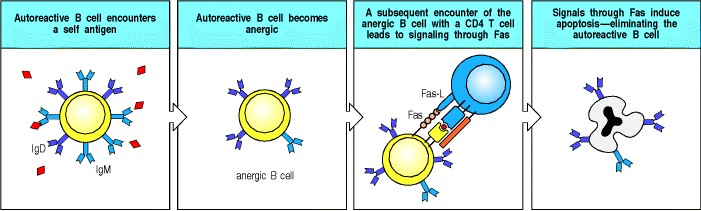 Autoreactive B cell encounters
a self antigen
IgD
IgM
Autoreactive B cell becomes
anergic
anergic B cell
A subsequent encounter of the
anergic B cell with a CD4 T cell
leads to signaling through Fas
Fas-L
Fas
Signals through Fas induce
apoptosis—eliminating the
autoreactive B cell